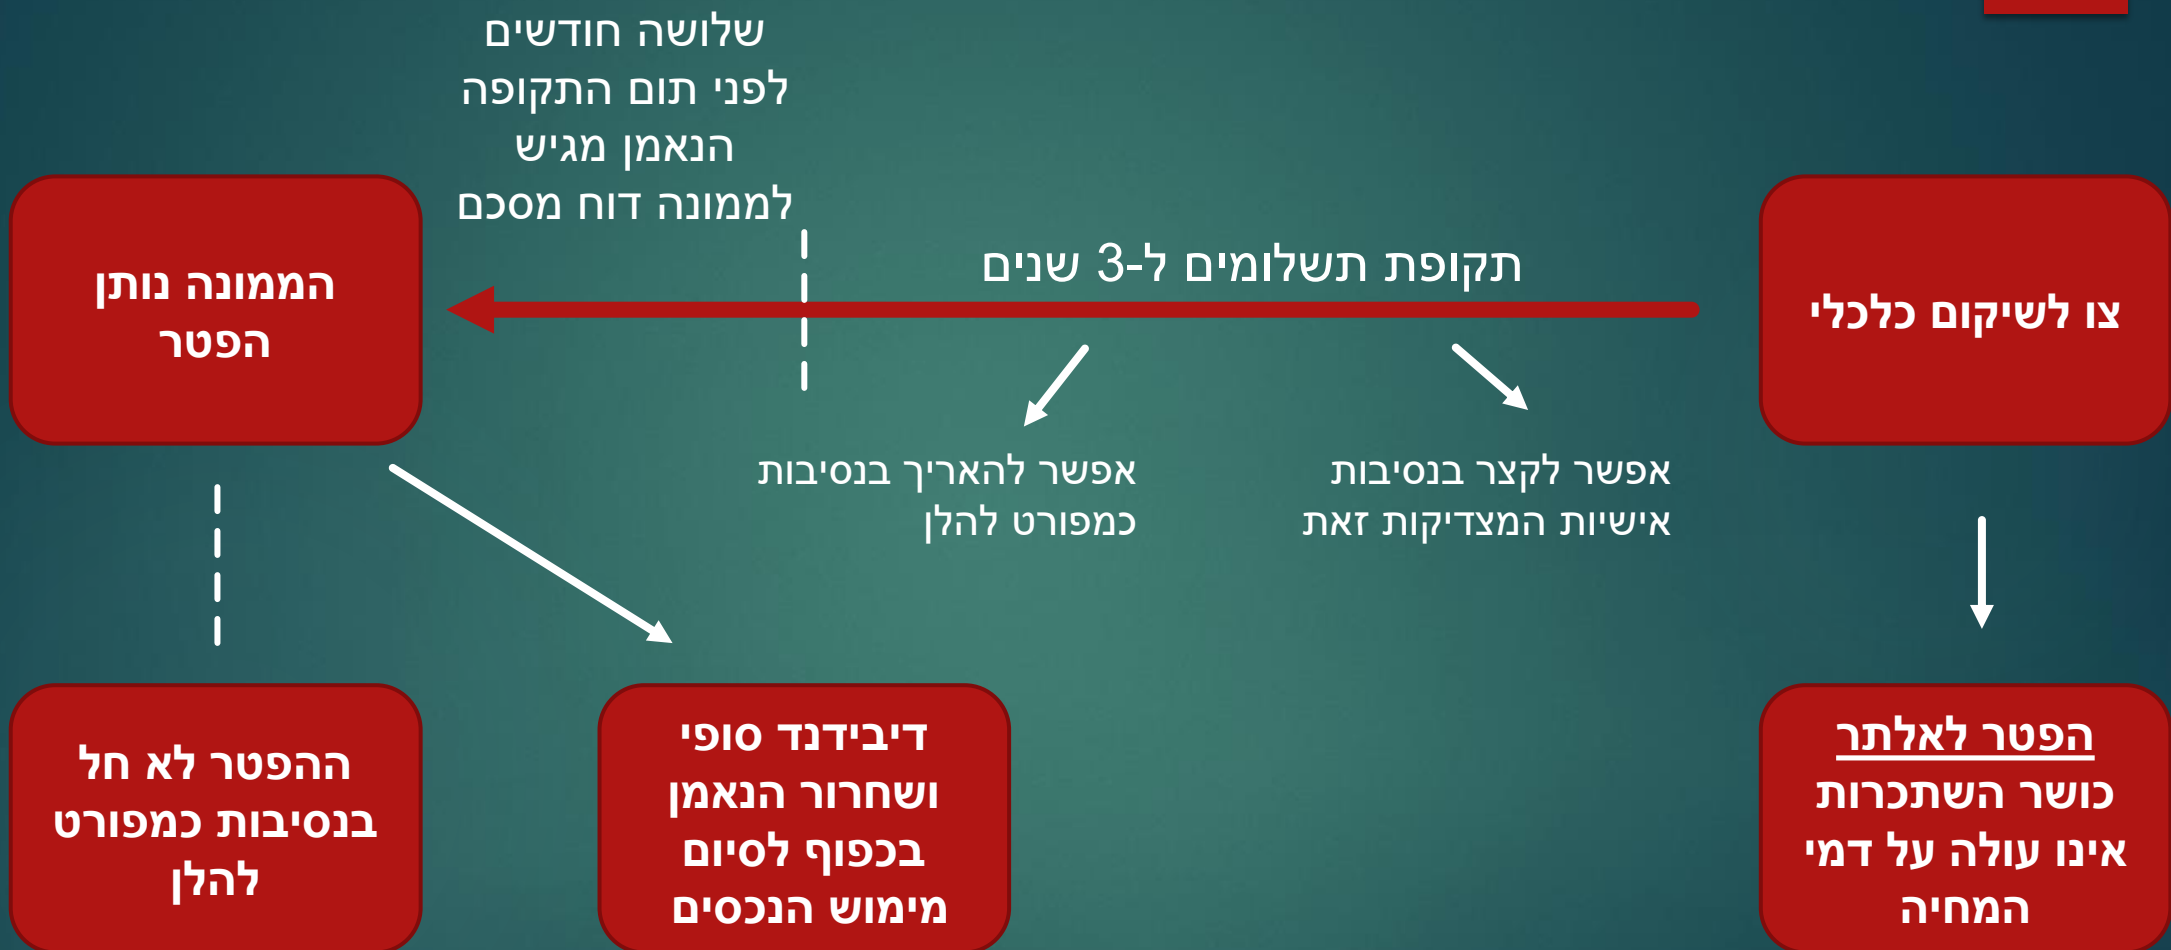 שלושה חודשים
לפני תום התקופה
הנאמן מגיש
לממונה דוח מסכם
צו לשיקום כלכלי
תקופת תשלומים ל-3 שנים
הממונה נותן
הפטר
אפשר לקצר בנסיבות
אישיות המצדיקות זאת
אפשר להאריך בנסיבות
כמפורט להלן
הפטר לאלתר
כושר השתכרות
אינו עולה על דמי
המחיה
דיבידנד סופי
ושחרור הנאמן
בכפוף לסיום
מימוש הנכסים
ההפטר לא חל
בנסיבות כמפורט
להלן